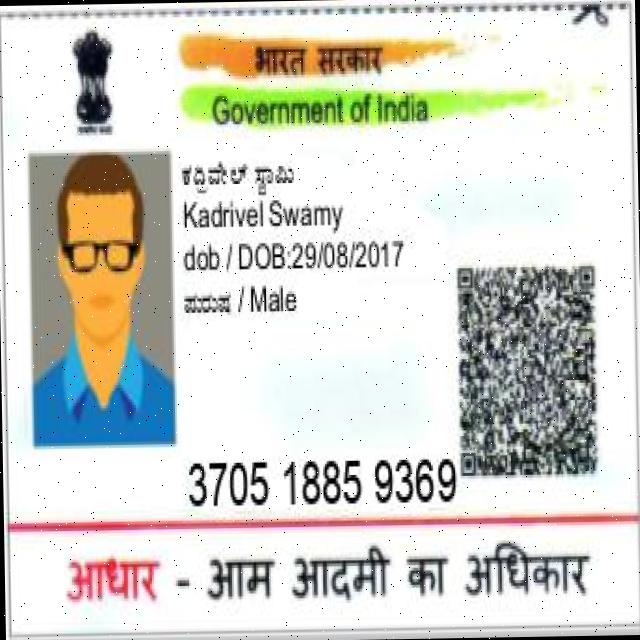 भारत सरकार
Government of India
ಕದ್ರಿವೇಲ್ ಸ್ವಾಮಿ
Kadrivel Swamy
dob / DOB:29/08/2017
ಪುರುಷ / Male
3705 1885 9369
आधार - आम आदमी का अधिकार